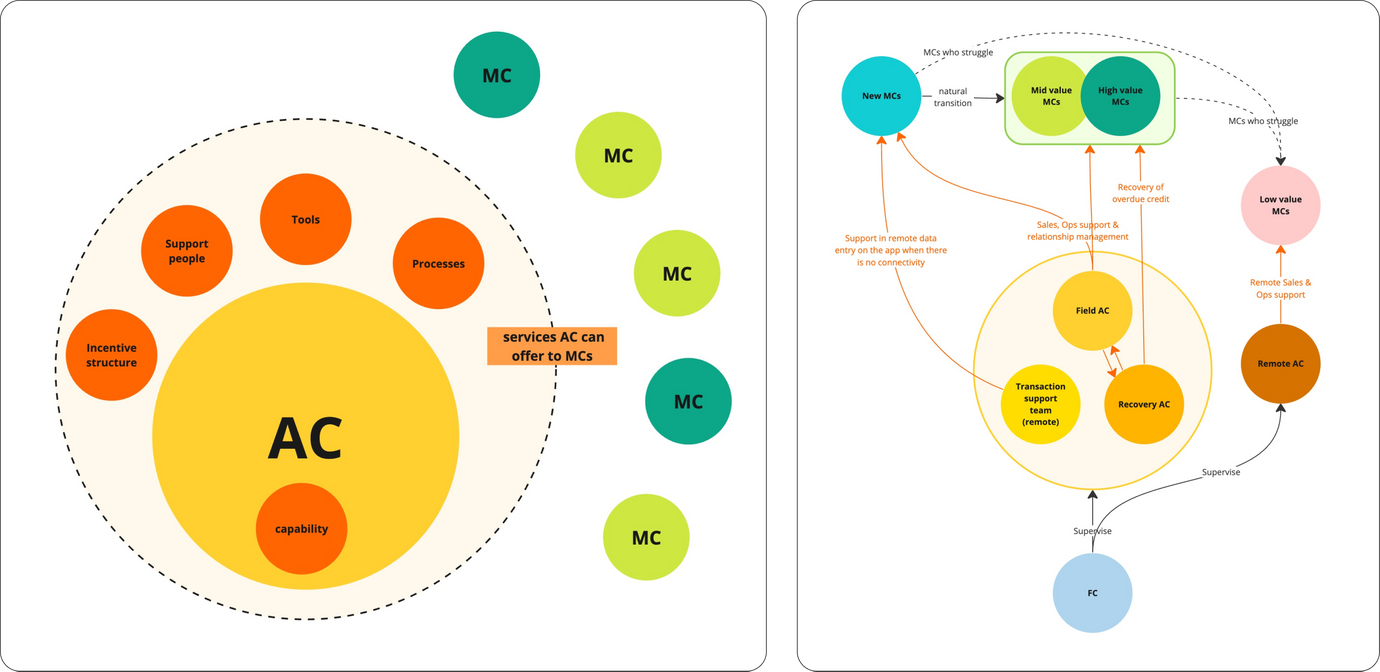 MC
MC
Tools
Support
people
Processes
MC
services AC can
offer to MCs
Incentive
structure
MC
AC
capability
MC
MCs who struggle
New MCs
natural
transition
Mid value
MCs
High value
MCs
MCs who struggle
Low value
MCs
Recovery of
overdue credit
Sales, Ops support &
relationship management
Support in remote data
entry on the app when there
is no connectivity
Remote Sales &
Ops support
Field AC
Remote AC
Transaction
support
team
(remote)
Recovery AC
Supervise
Supervise
FC